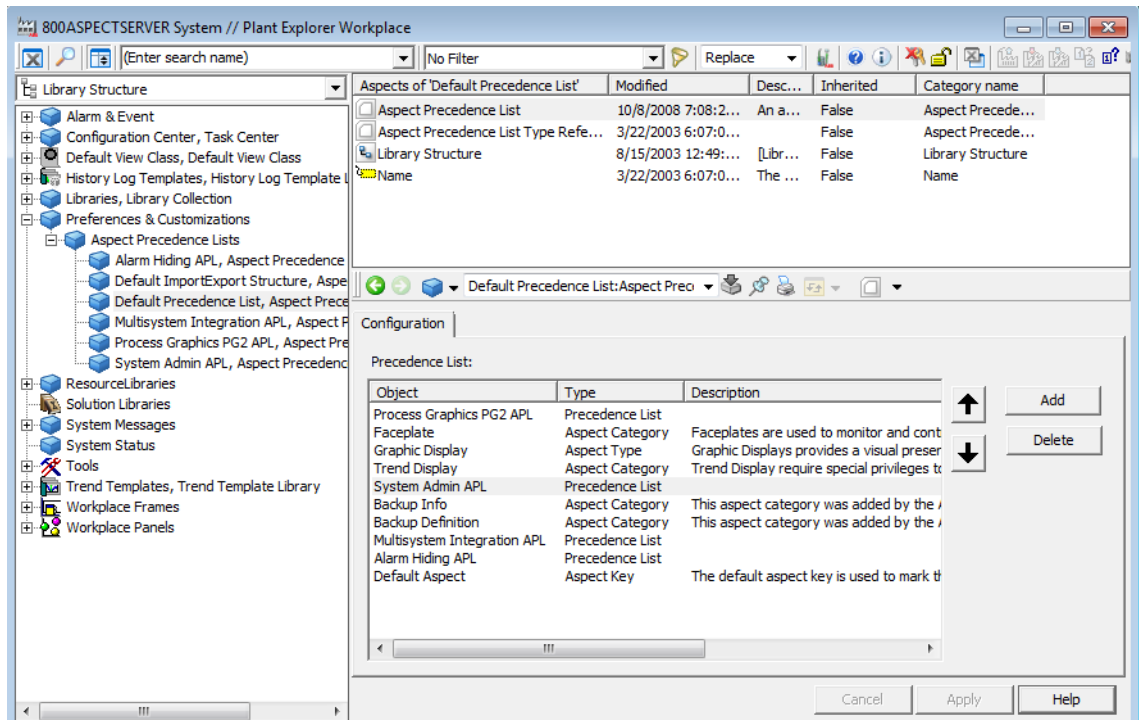 800ASPECTSERVER System // Plant Explorer Workplace
(Enter search name)
No Filter
Replace
Library Structure
Alarm & Event
Configuration Center, Task Center
Default View Class, Default View Class
History Log Templates, History Log Template L
Libraries, Library Collection
Preferences & Customizations
Aspect Precedence Lists
Alarm Hiding APL, Aspect Precedence
Default ImportExport Structure, Aspe
Default Precedence List, Aspect Prece
Multisystem Integration APL, Aspect P
Process Graphics PG2 APL, Aspect Pre
System Admin APL, Aspect Precedenc
ResourceLibraries
Solution Libraries
System Messages
System Status
Tools
Trend Templates, Trend Template Library
Workplace Frames
Workplace Panels
Aspects of 'Default Precedence List' Modified Desc... Inherited Category name
Aspect Precedence List 10/8/2008 7:08:2... An a... False Aspect Precede...
Aspect Precedence List Type Refe... 3/22/2003 6:07:0... False Aspect Precede...
Library Structure 8/15/2003 12:49:... [Libr... False Library Structure
Name 3/22/2003 6:07:0... The ... False Name
Default Precedence List:Aspect Prec
Configuration
Precedence List:
Object Type Description
Process Graphics PG2 APL Precedence List
Faceplate Aspect Category Faceplates are used to monitor and cont
Graphic Display Aspect Type Graphic Displays provides a visual preser
Trend Display Aspect Category Trend Display require special privileges to
System Admin APL Precedence List
Backup Info Aspect Category This aspect category was added by the A
Backup Definition Aspect Category This aspect category was added by the A
Multisystem Integration APL Precedence List
Alarm Hiding APL Precedence List
Default Aspect Aspect Key The default aspect key is used to mark th
Add
Delete
Cancel
Apply
Help